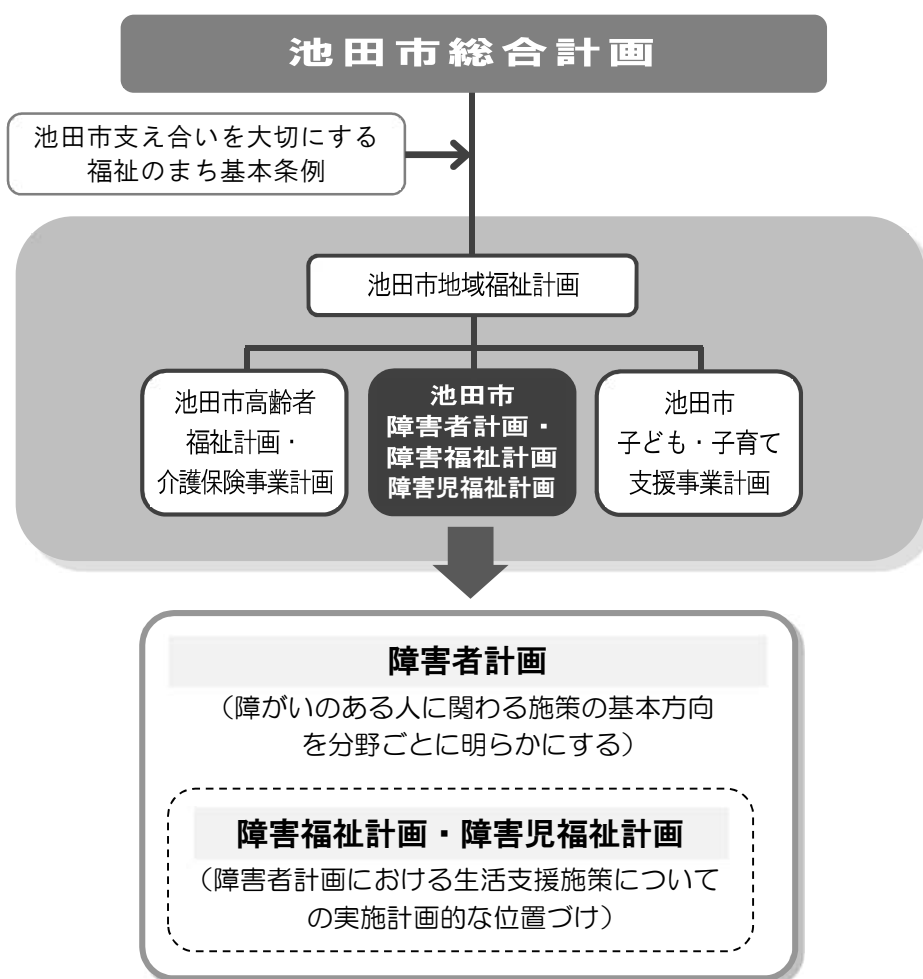 池田市総合計画
池田市支え合いを大切にする
福祉のまち基本条例
池田市地域福祉計画
池田市高齢者
福祉計画・
介護保険事業計画
池田市
障害者計画・
障害福祉計画
障害児福祉計画
池田市
子ども・子育て
支援事業計画
障害者計画
（障がいのある人に関わる施策の基本方向
を分野ごとに明らかにする）
障害福祉計画・障害児福祉計画
（障害者計画における生活支援施策について
の実施計画的な位置づけ）